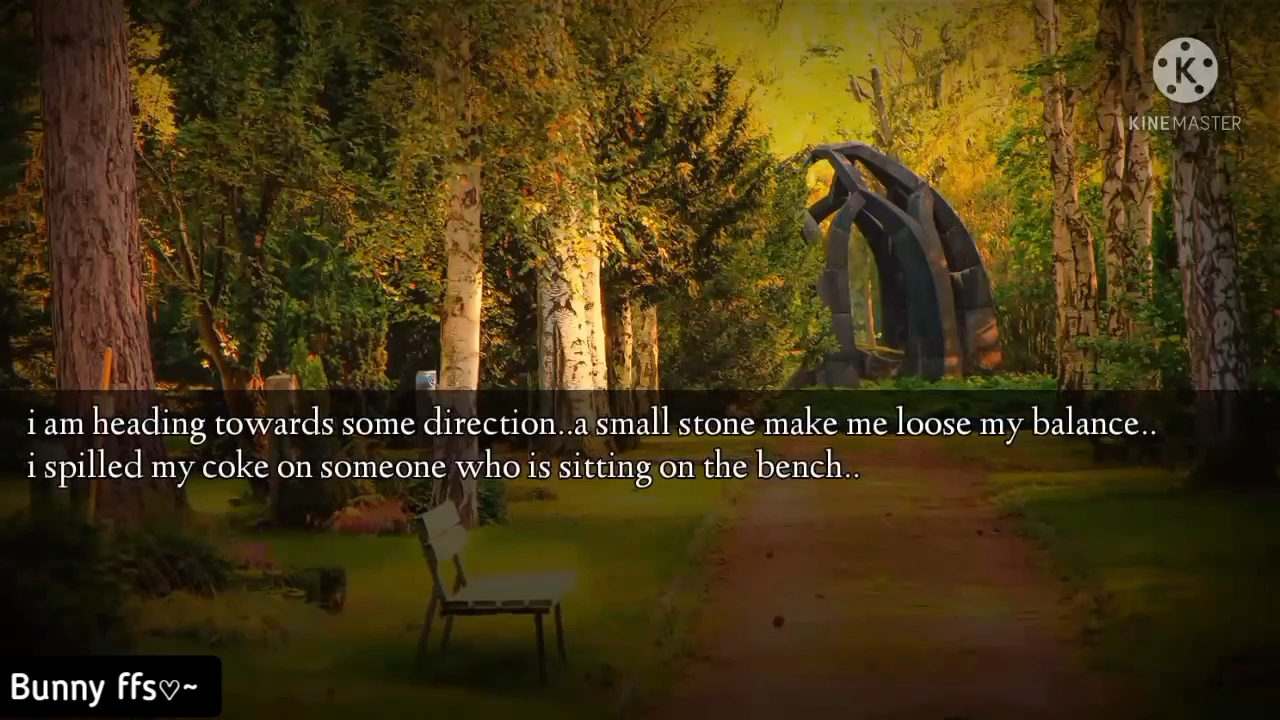 K
KINEMASTER
i am heading towards some direction..a small stone make me loose my balance..
i spilled my coke on someone who is sitting on the bench..
Bunny ffs♡~